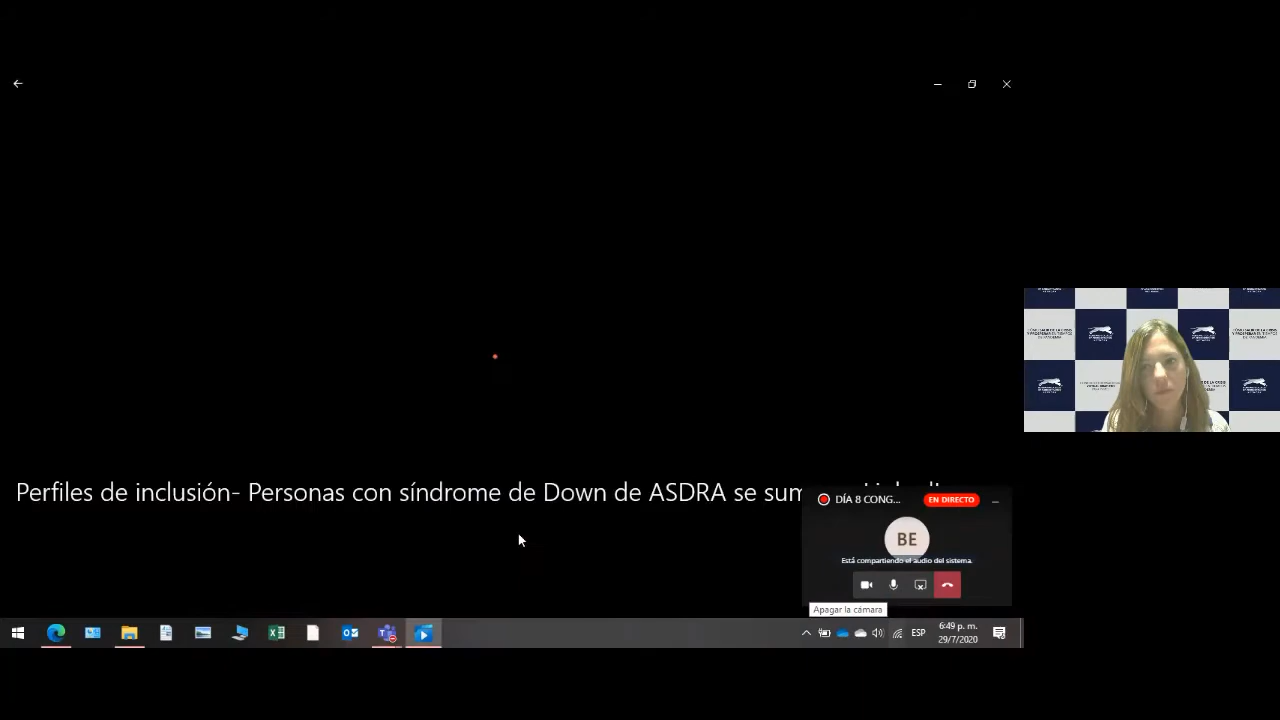 Perfiles de inclusión- Personas con síndrome de Down de ASDRA se sum
DÍA 8 CONG...
EN DIRECTO
BE
Está compartiendo el audio del sistema.
Apagar la cámara
ESP
6:49 p. m.
29/7/2020